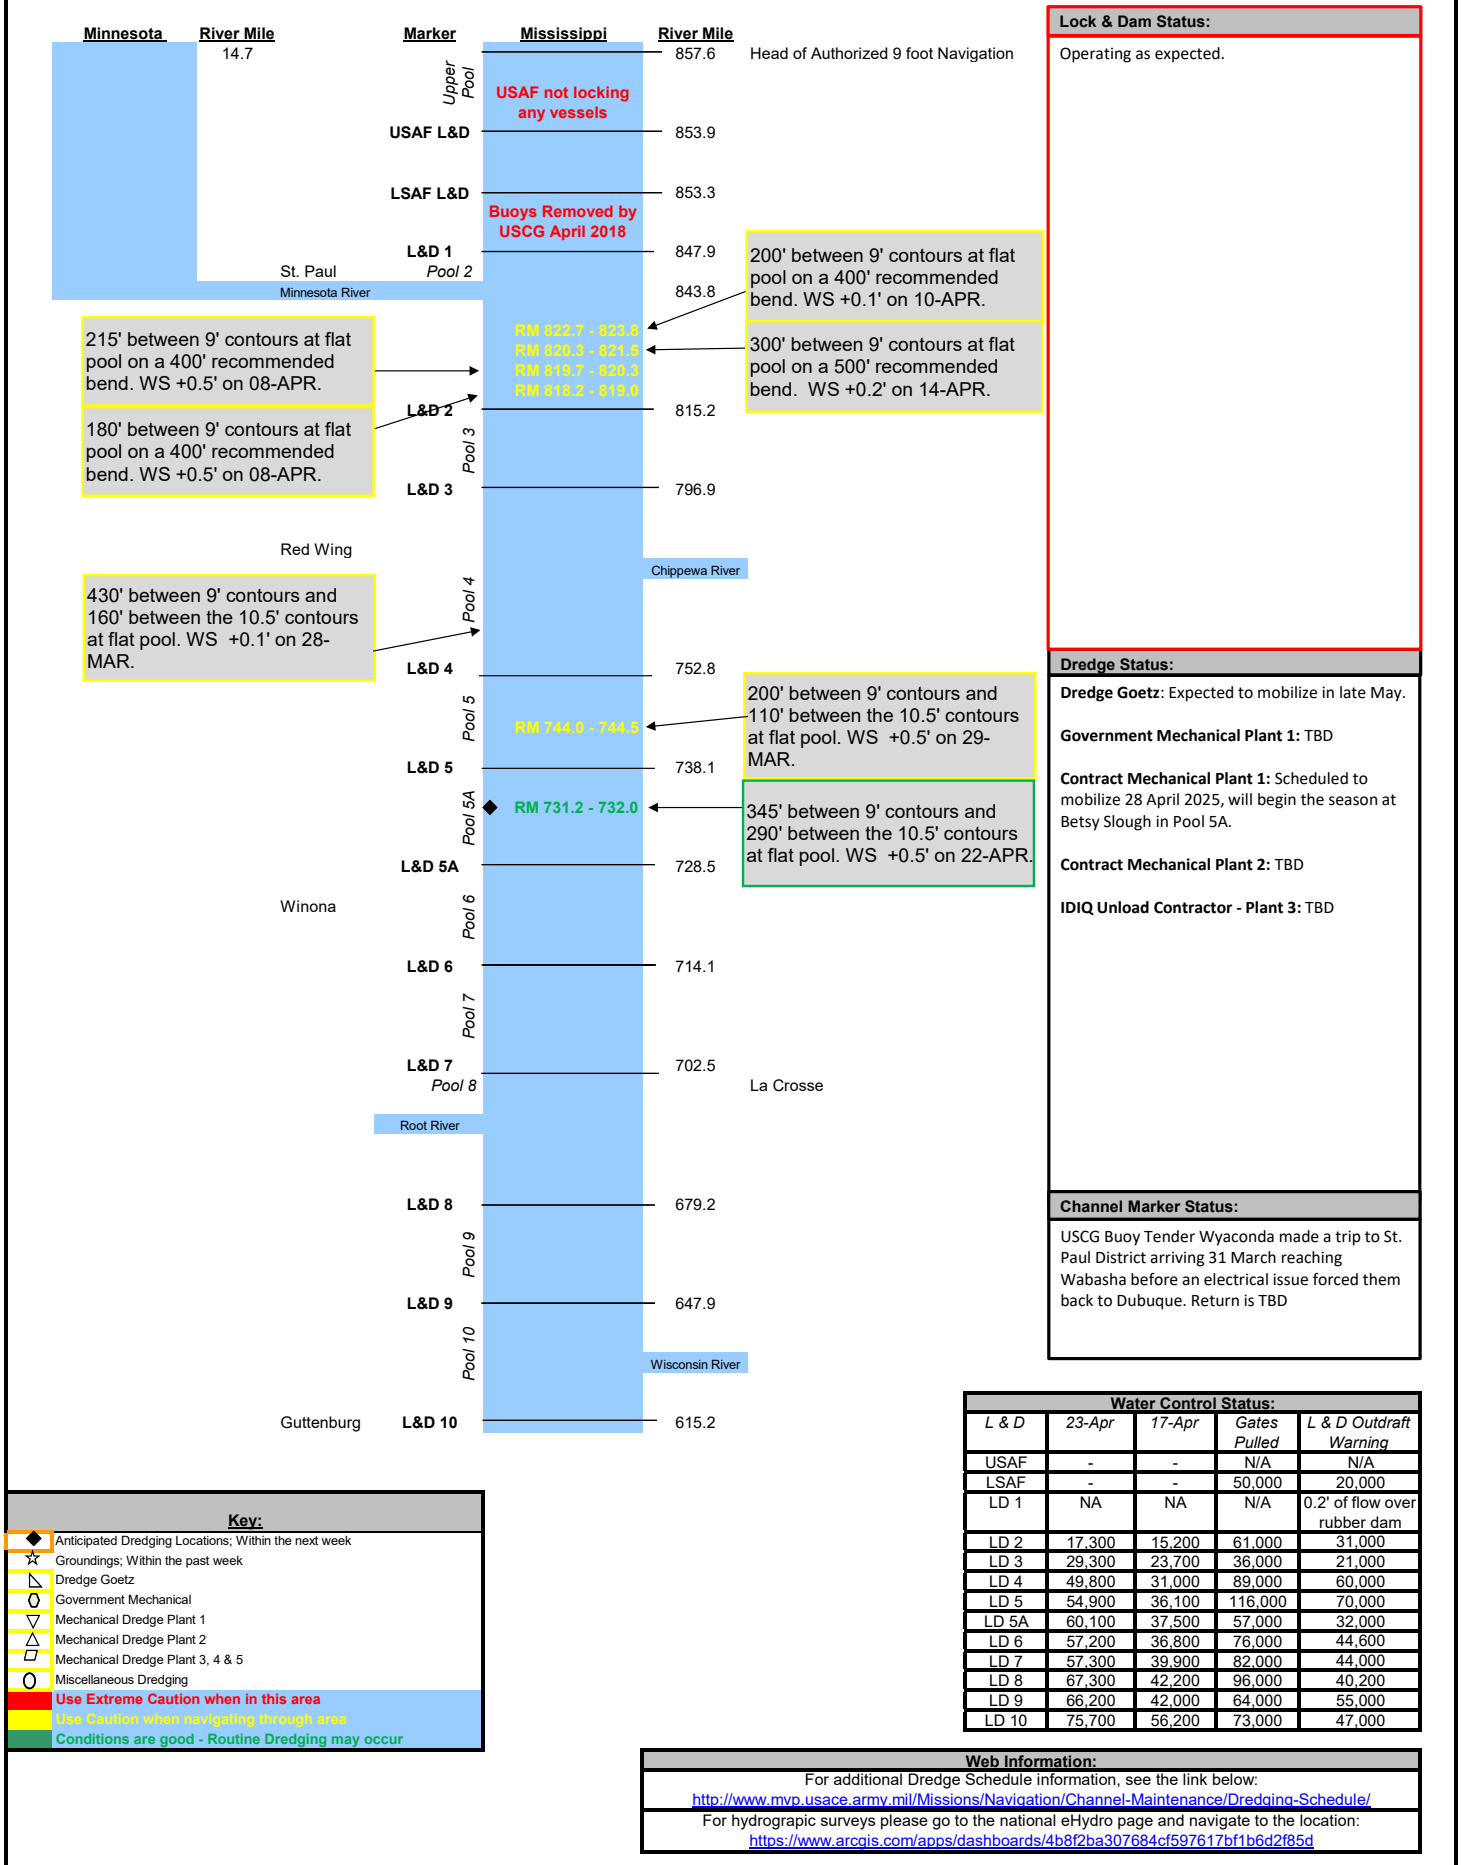 Minnesota River Mile Marker Mississippi River Mile
14.7 857.6 Head of Authorized 9 foot Navigation
Upper
Pool
USAF not locking
any vessels
USAF L&D 853.9
LSAF L&D 853.3
Buoys Removed by
USCG April 2018
L&D 1 847.9
St. Paul Pool 2
Minnesota River 843.8
200' between 9' contours at flat
pool on a 400' recommended
bend. WS +0.1' on 10-APR.
RM 822.7 - 823.8
RM 820.3 - 821.5
RM 819.7 - 820.3
RM 818.2 - 819.0
300' between 9' contours at flat
pool on a 500' recommended
bend. WS +0.2' on 14-APR.
215' between 9' contours at flat
pool on a 400' recommended
bend. WS +0.5' on 08-APR.
L&D 2 815.2
180' between 9' contours at flat
pool on a 400' recommended
bend. WS +0.5' on 08-APR.
Pool 3
L&D 3 796.9
Red Wing
Chippewa River
Pool 4
430' between 9' contours and
160' between the 10.5' contours
at flat pool. WS +0.1' on 28-
MAR.
L&D 4 752.8
Pool 5
RM 744.0 - 744.5
200' between 9' contours and
110' between the 10.5' contours
at flat pool. WS +0.5' on 29-
MAR.
L&D 5 738.1
Pool 5A
RM 731.2 - 732.0
345' between 9' contours and
290' between the 10.5' contours
at flat pool. WS +0.5' on 22-APR.
L&D 5A 728.5
Winona
Pool 6
L&D 6 714.1
Pool 7
L&D 7 702.5
Pool 8 La Crosse
Root River
L&D 8 679.2
Pool 9
L&D 9 647.9
Pool 10
Wisconsin River
Guttenburg L&D 10 615.2
Lock & Dam Status:
Operating as expected.
Dredge Status:
Dredge Goetz: Expected to mobilize in late May.
Government Mechanical Plant 1: TBD
Contract Mechanical Plant 1: Scheduled to
mobilize 28 April 2025, will begin the season at
Betsy Slough in Pool 5A.
Contract Mechanical Plant 2: TBD
IDIQ Unload Contractor - Plant 3: TBD
Channel Marker Status:
USCG Buoy Tender Wyaconda made a trip to St.
Paul District arriving 31 March reaching
Wabasha before an electrical issue forced them
back to Dubuque. Return is TBD
Water Control Status:
L & D 23-Apr 17-Apr Gates L & D Outdraft
Pulled Warning
USAF - - N/A N/A
LSAF - - 50,000 20,000
LD 1 NA NA N/A 0.2' of flow over
rubber dam
LD 2 17,300 15,200 61,000 31,000
LD 3 29,300 23,700 36,000 21,000
LD 4 49,800 31,000 89,000 60,000
LD 5 54,900 36,100 116,000 70,000
LD 5A 60,100 37,500 57,000 32,000
LD 6 57,200 36,800 76,000 44,600
LD 7 57,300 39,900 82,000 44,000
LD 8 67,300 42,200 96,000 40,200
LD 9 66,200 42,000 64,000 55,000
LD 10 75,700 56,200 73,000 47,000
Key:
Anticipated Dredging Locations; Within the next week
Groundings; Within the past week
Dredge Goetz
Government Mechanical
Mechanical Dredge Plant 1
Mechanical Dredge Plant 2
Mechanical Dredge Plant 3, 4 & 5
Miscellaneous Dredging
Use Extreme Caution when in this area
Use Caution when navigating through area
Conditions are good - Routine Dredging may occur
Web Information:
For additional Dredge Schedule information, see the link below:
http://www.mvp.usace.army.mil/Missions/Navigation/Channel-Maintenance/Dredging-Schedule/
For hydrograpic surveys please go to the national eHydro page and navigate to the location:
https://www.arcgis.com/apps/dashboards/4b8f2ba307684cf597617bf1b6d2f85d